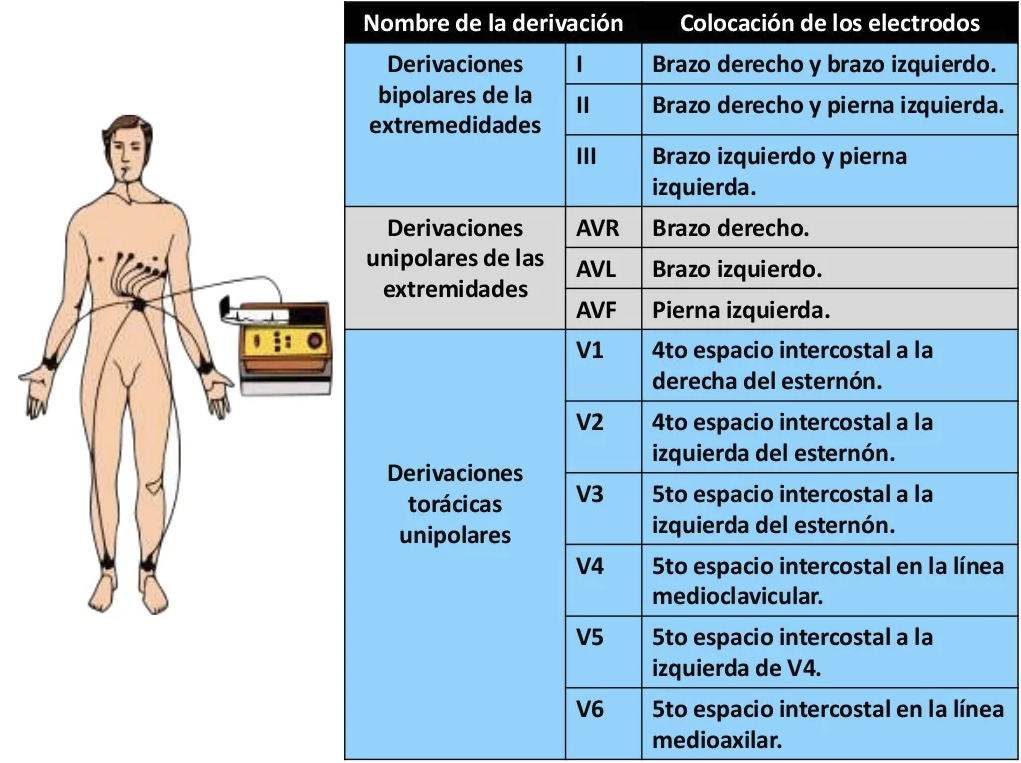 Nombre de la derivación Colocación de los electrodos
Derivaciones
bipolares de la
extremedidades
I Brazo derecho y brazo izquierdo.
II Brazo derecho y pierna izquierda.
III Brazo izquierdo y pierna
izquierda.
Derivaciones
unipolares de las
extremidades
AVR Brazo derecho.
AVL Brazo izquierdo.
AVF Pierna izquierda.
Derivaciones
torácicas
unipolares
V1 4to espacio intercostal a la
derecha del esternón.
V2 4to espacio intercostal a la
izquierda del esternón.
V3 5to espacio intercostal a la
izquierda del esternón.
V4 5to espacio intercostal en la línea
medioclavicular.
V5 5to espacio intercostal a la
izquierda de V4.
V6 5to espacio intercostal en la línea
medioaxilar.